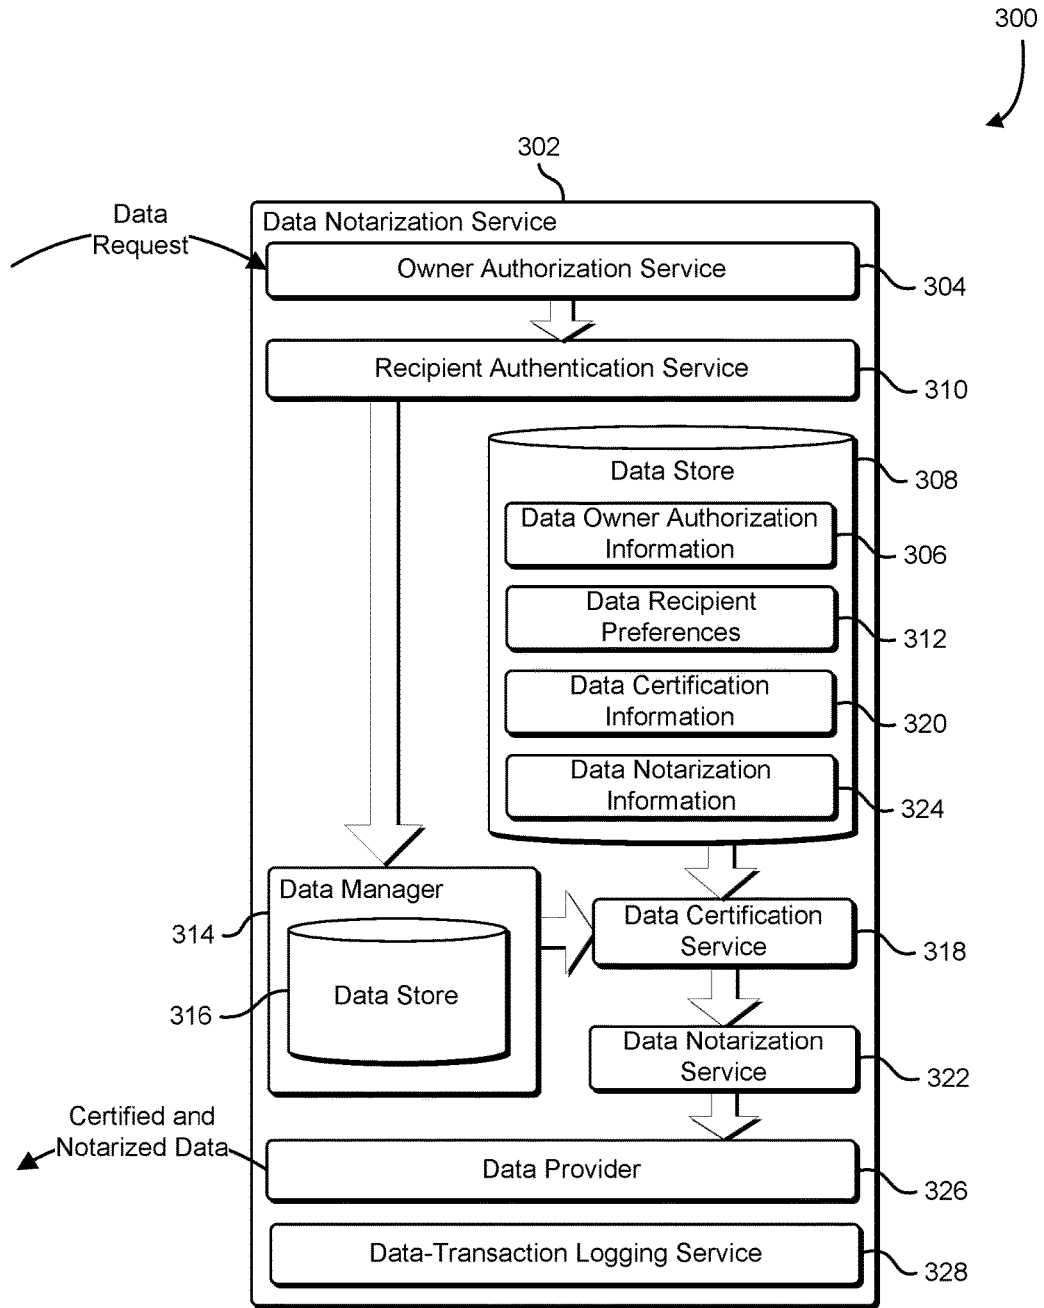 300
302
Data
Request
Data Notarization Service
Owner Authorization Service
304
Recipient Authentication Service
310
Data Store
308
Data Owner Authorization
Information
306
Data Recipient
Preferences
312
Data Certification
Information
320
Data Notarization
Information
324
Data Manager
314
Data Store
316
Data Certification
Service
318
Data Notarization
Service
322
Certified and
Notarized Data
Data Provider
326
Data-Transaction Logging Service
328